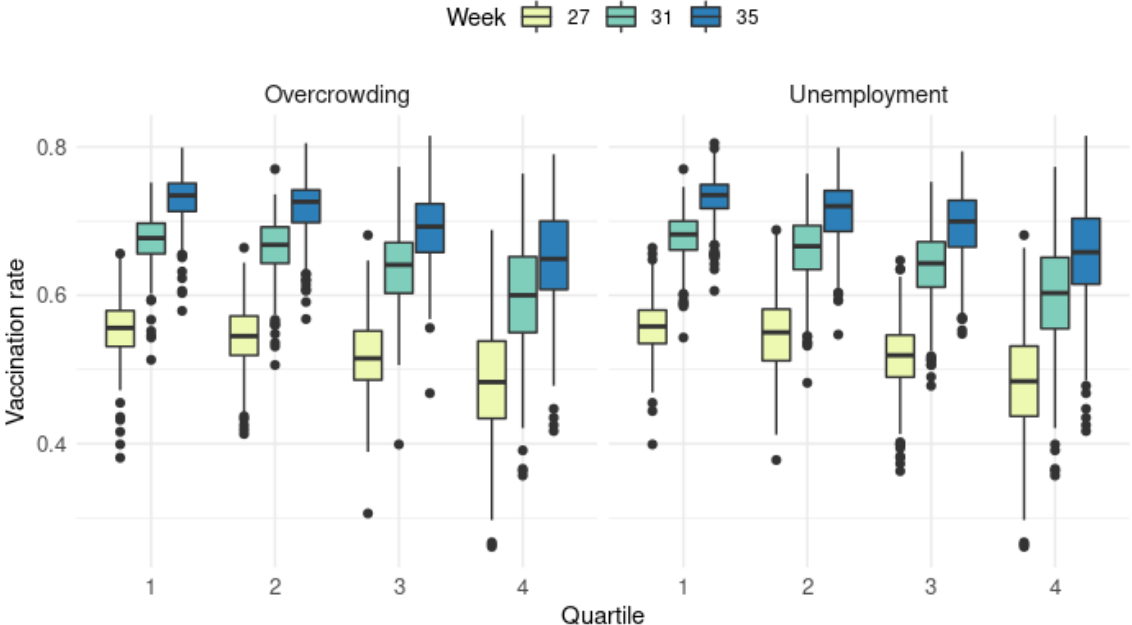 Week 27 31 35
Overcrowding Unemployment
Vaccination rate
0.8
0.6
0.4
1 2 3 4 1 2 3 4
Quartile